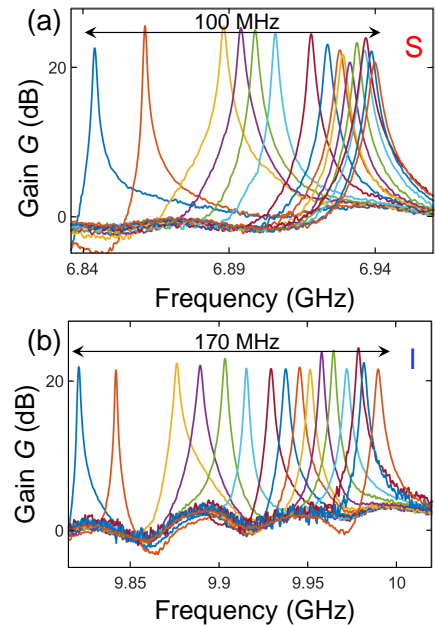 (a)
100 MHz
S
20
0
Gain G (dB)
6.84
6.89
6.94
Frequency (GHz)
(b)
170 MHz
I
20
0
Gain G (dB)
9.85
9.9
9.95
10
Frequency (GHz)